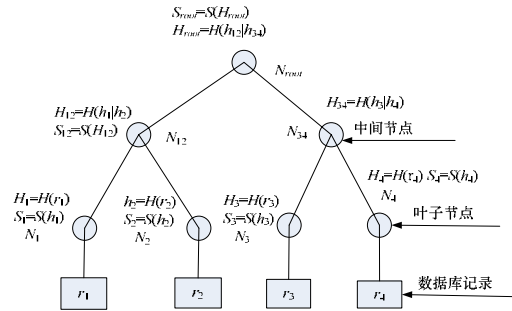 S_root=S(H_root)
H_root=H(h_12|h_34)
N_root
H_12=H(h_1|h_2)
S_12=S(H_12)
N_12
H_34=H(h_3|h_4)
N_34
中间节点
H_1=H(r_1)
S_1=S(h_1)
N_1
h_2=H(r_2)
S_2=S(h_2)
N_2
H_3=H(r_3)
S_3=S(h_3)
N_3
H_4=H(r_4) S_4=S(h_4)
N_4
叶子节点
r_1
r_2
r_3
r_4
数据库记录